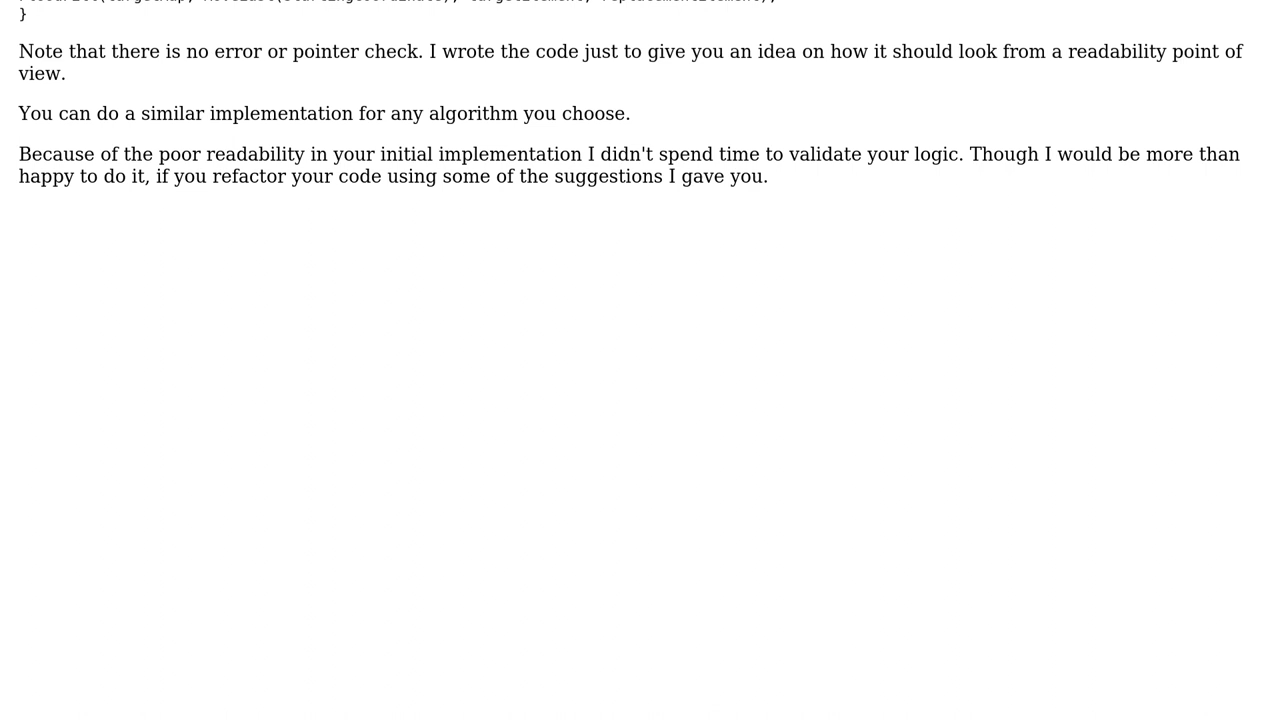 }
Note that there is no error or pointer check. I wrote the code just to give you an idea on how it should look from a readability point of
view.
You can do a similar implementation for any algorithm you choose.
Because of the poor readability in your initial implementation I didn't spend time to validate your logic. Though I would be more than
happy to do it, if you refactor your code using some of the suggestions I gave you.